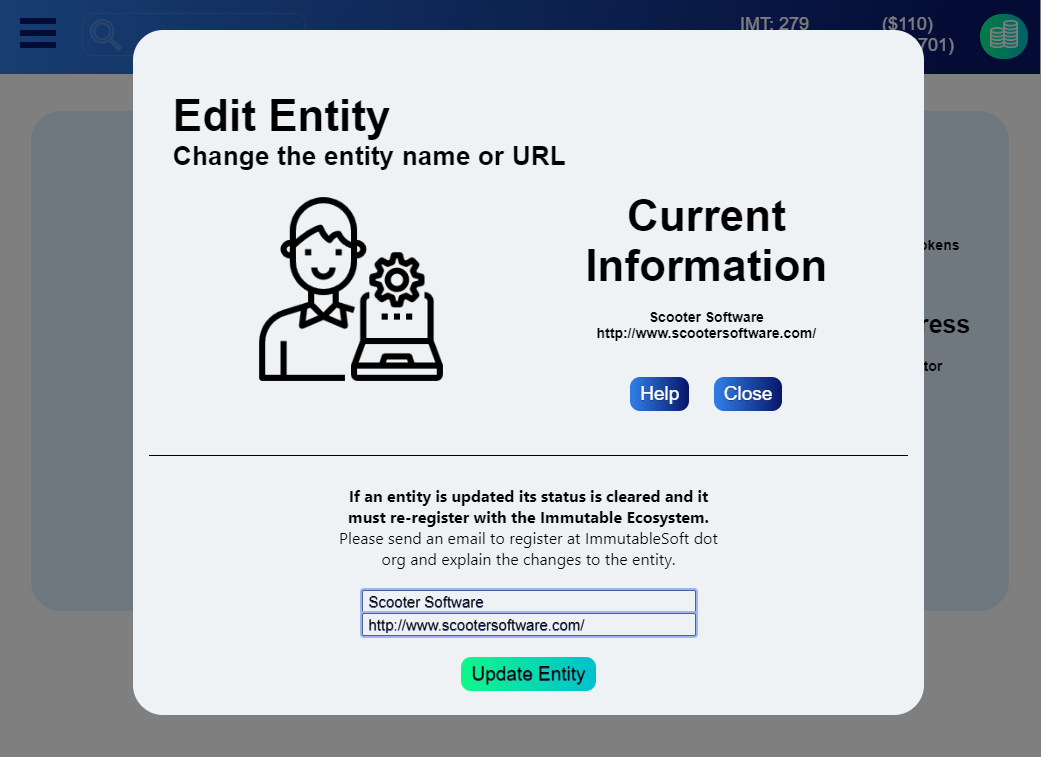 IMT: 279 ($110)
701)
Edit Entity
Change the entity name or URL
Current
Information
Scooter Software
http://www.scootersoftware.com/
Help Close
If an entity is updated its status is cleared and it
must re-register with the Immutable Ecosystem.
Please send an email to register at ImmutableSoft dot
org and explain the changes to the entity.
Scooter Software
http://www.scootersoftware.com/
Update Entity